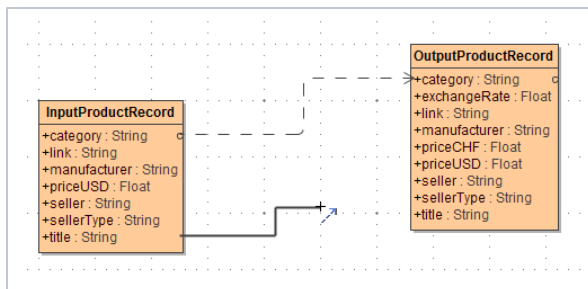 InputProductRecord
+category : String
+link : String
+manufacturer : String
+priceUSD : Float
+seller : String
+sellerType : String
+title : String
OutputProductRecord
+category : String
+exchangeRate : Float
+link : String
+manufacturer : String
+priceCHF : Float
+priceUSD : Float
+seller : String
+sellerType : String
+title : String